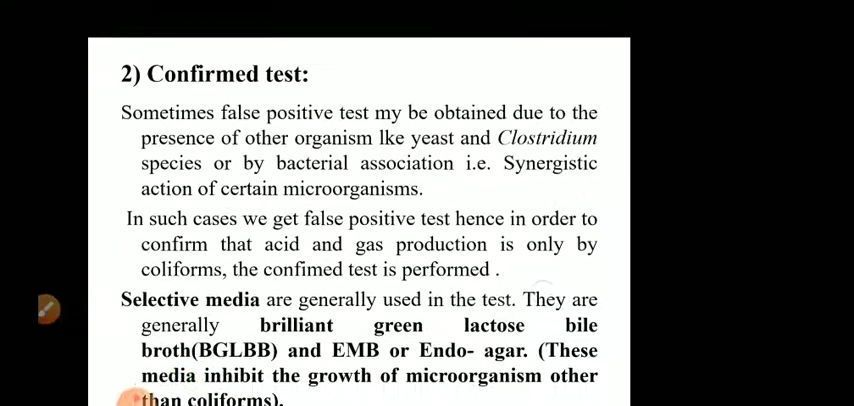 2) Confirmed test:
Sometimes false positive test my be obtained due to the
presence of other organism lke yeast and Clostridium
species or by bacterial association i.e. Synergistic
action of certain microorganisms.
In such cases we get false positive test hence in order to
confirm that acid and gas production is only by
coliforms, the confimed test is performed .
Selective media are generally used in the test. They are
generally brilliant green lactose bile
broth(BGLBB) and EMB or Endo- agar. (These
media inhibit the growth of microorganism other
than coliforms).